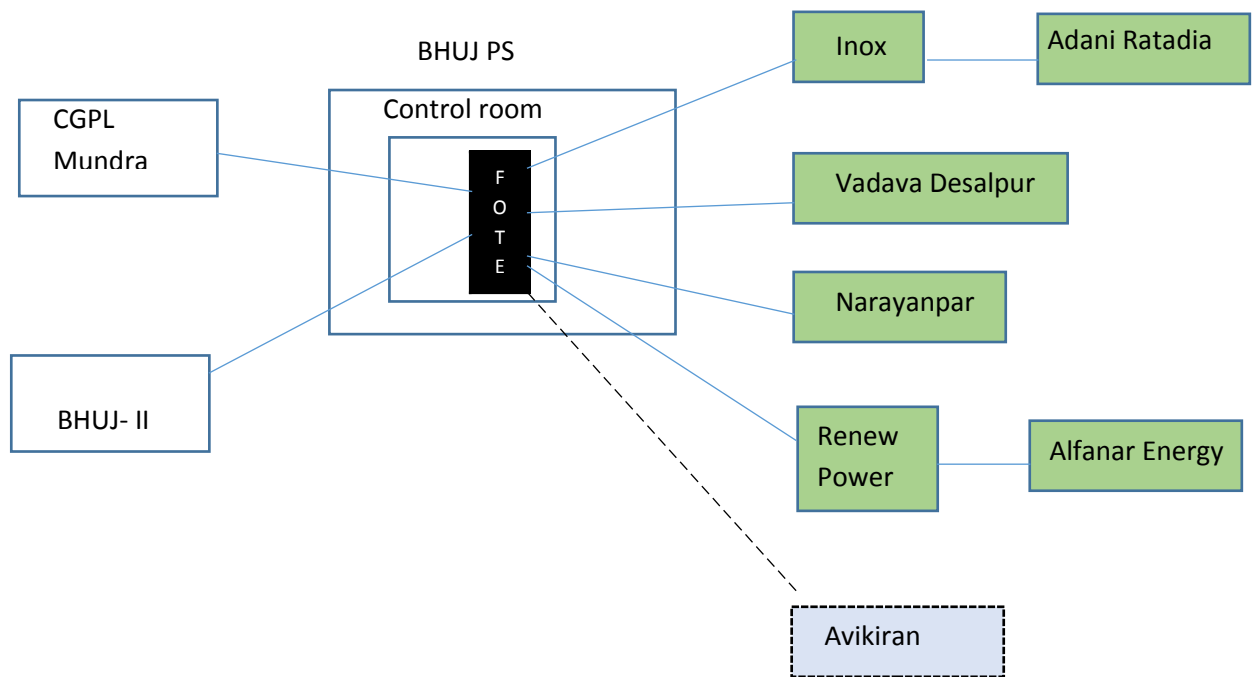 BHUJ PS
Control room
CGPL
Mundra
F
O
T
E
BHUJ- II
Inox
Adani Ratadia
Vadava Desalpur
Narayanpar
Renew
Power
Alfanar Energy
Avikiran